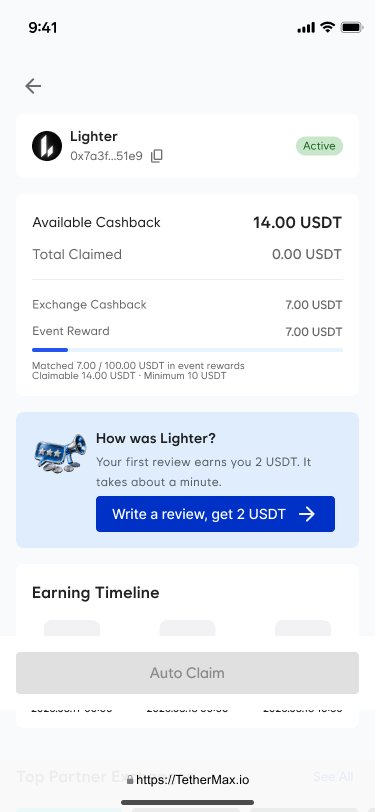 9:41
Lighter
0x7a3f...51e9
Active
Available Cashback
14.00 USDT
Total Claimed
0.00 USDT
Exchange Cashback
7.00 USDT
Event Reward
7.00 USDT
Matched 7.00 / 100.00 USDT in event rewards
Claimable 14.00 USDT · Minimum 10 USDT
How was Lighter?
Your first review earns you 2 USDT. It
takes about a minute.
Write a review, get 2 USDT
Earning Timeline
Auto Claim
Top Partner
See All
https://TetherMax.io